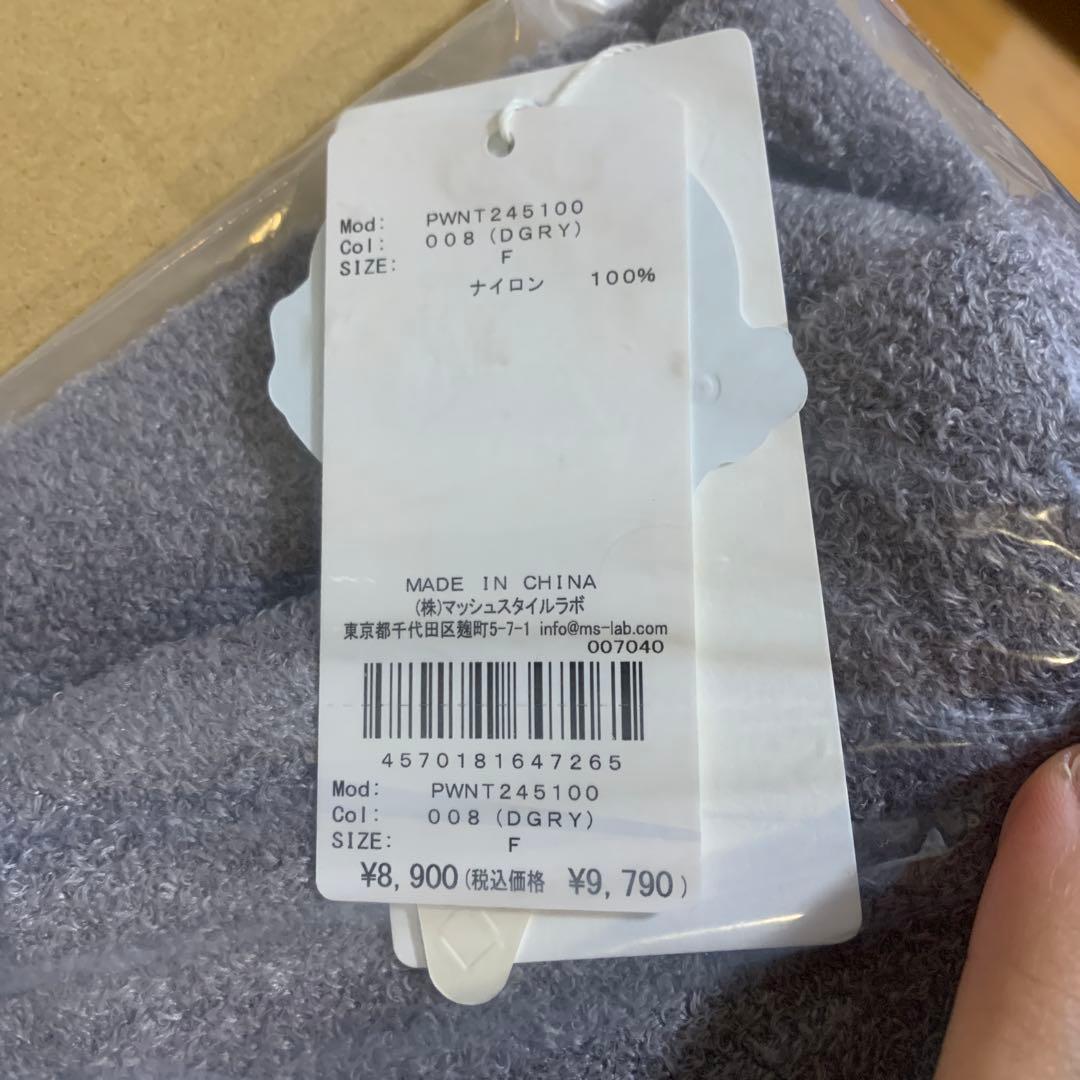 Mod: PWNT245100
Col: 008 (DGRY)
SIZE: F
ナイロン 100%
MADE IN CHINA
(株)マッシュスタイルラボ
東京都千代田区麹町5-7-1 info@ms-lab.com
007040
4570181647265
Mod: PWNT245100
Col: 008 (DGRY)
SIZE: F
¥8,900(税込価格 ¥9,790)